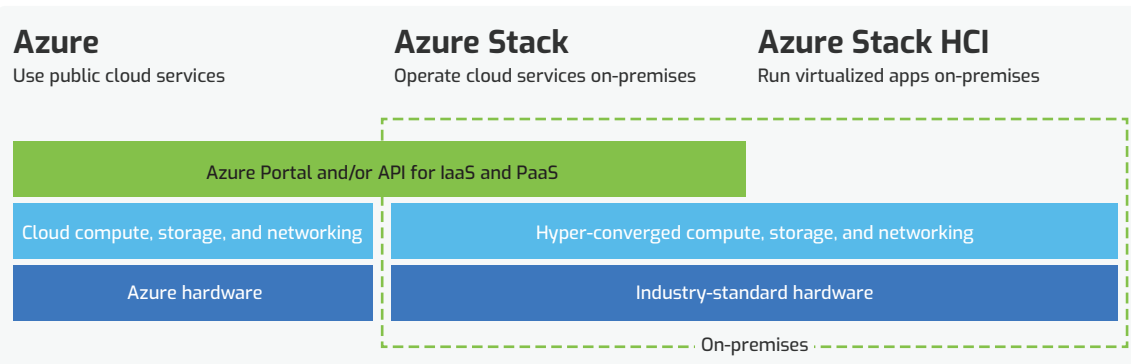 Azure
Use public cloud services
Azure Stack
Operate cloud services on-premises
Azure Stack HCI
Run virtualized apps on-premises
Azure Portal and/or API for IaaS and PaaS
Cloud compute, storage, and networking
Hyper-converged compute, storage, and networking
Azure hardware
Industry-standard hardware
On-premises